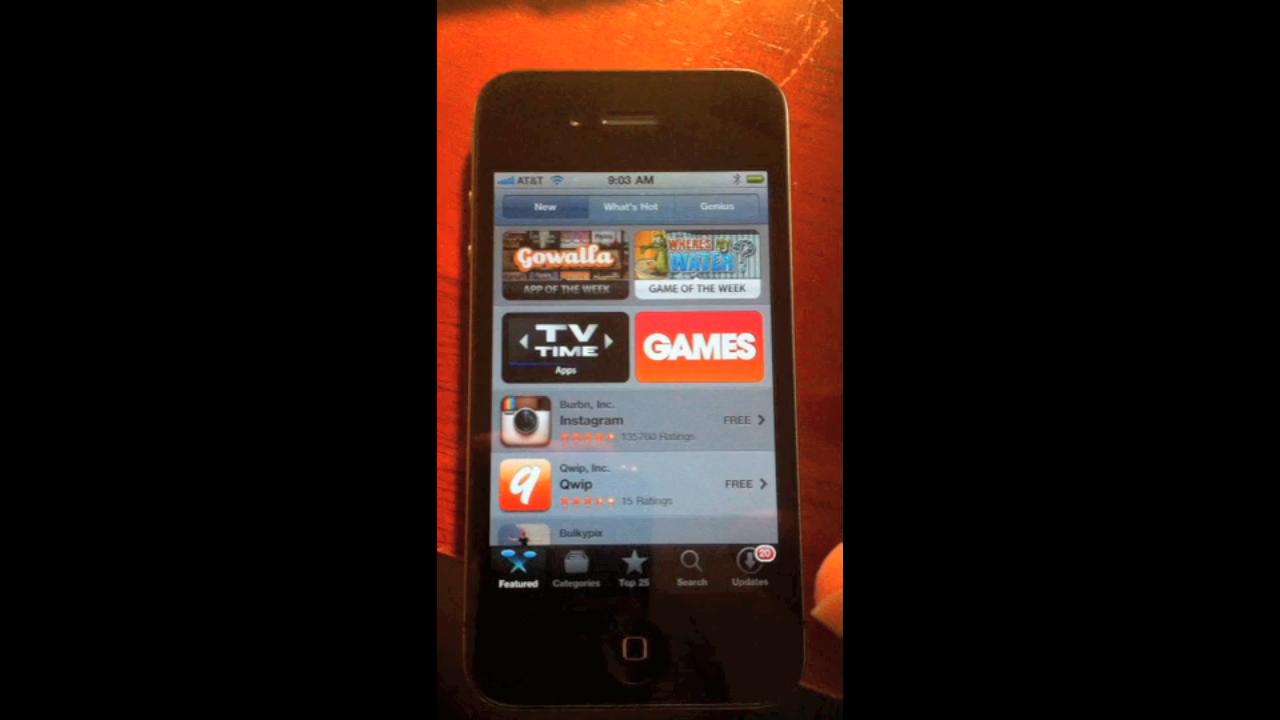 AT&T 9:03 AM
New What's Hot Genius
Gowalla
APP OF THE WEEK
WHERE'S MY WATER?
GAME OF THE WEEK
TV TIME
Apps
GAMES
Burbn, Inc.
Instagram FREE
135760 Ratings
q
Qwip, Inc.
Qwip FREE
15 Ratings
Bulkypix
20
Featured Categories Top 25 Search Updates